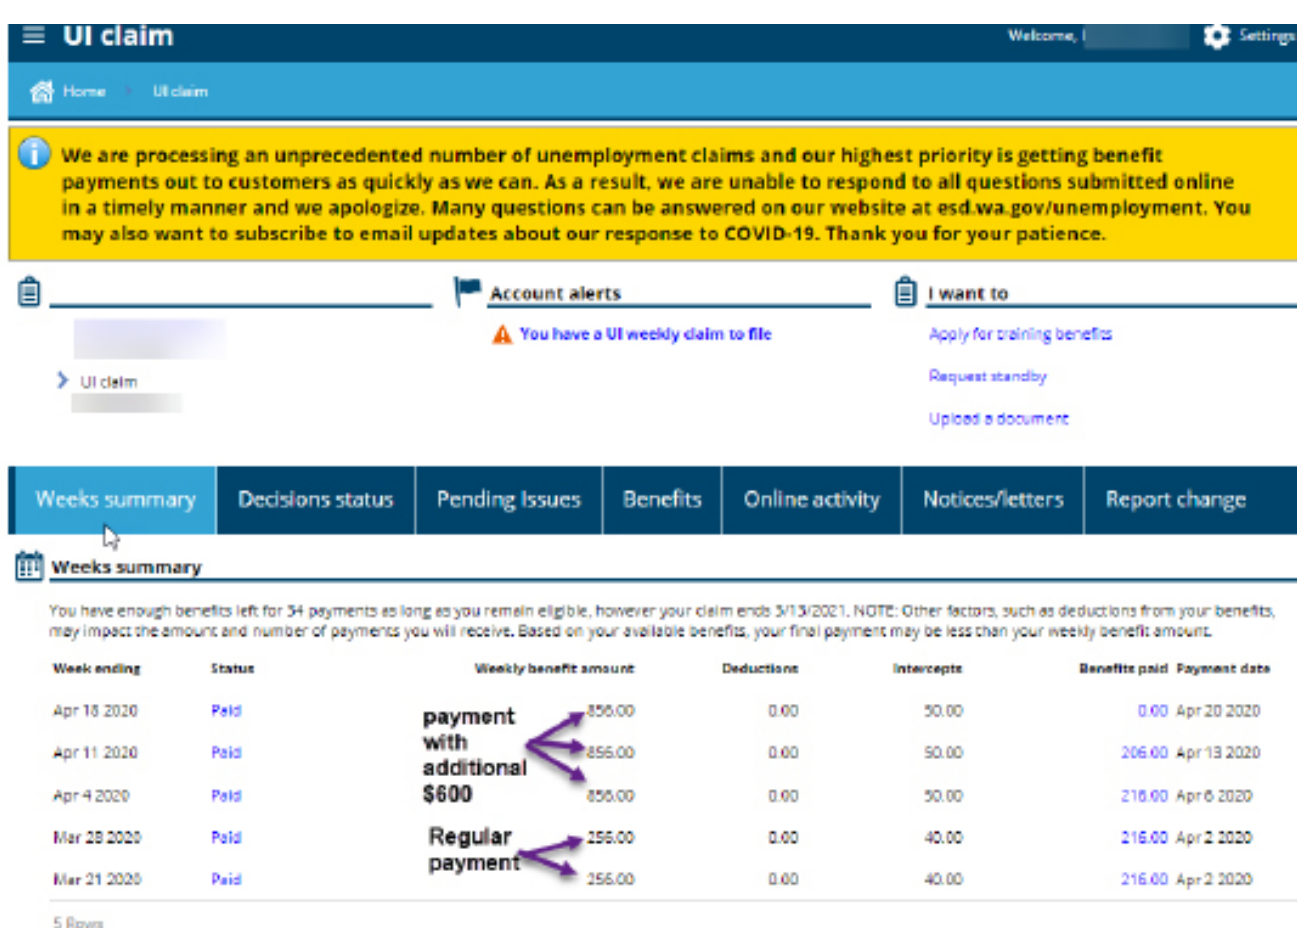 UI claim
Welcome,
Settings
Home
UI claim
We are processing an unprecedented number of unemployment claims and our highest priority is getting benefit
payments out to customers as quickly as we can. As a result, we are unable to respond to all questions submitted online
in a timely manner and we apologize. Many questions can be answered on our website at esd.wa.gov/unemployment. You
may also want to subscribe to email updates about our response to COVID-19. Thank you for your patience.
Account alerts
I want to
You have a UI weekly claim to file
Apply for training benefits
UI claim
Request standby
Upload a document
Weeks summary
Decisions status
Pending Issues
Benefits
Online activity
Notices/letters
Report change
Weeks summary
You have enough benefits left for 34 payments as long as you remain eligible, however your claim ends 3/13/2021. NOTE: Other factors, such as deductions from your benefits,
may impact the amount and number of payments you will receive. Based on your available benefits, your final payment may be less than your weekly benefit amount.
Week ending Status Weekly benefit amount Deductions Intercepts Benefits paid Payment date
Apr 18 2020 Paid 856.00 0.00 50.00 0.00 Apr 20 2020
Apr 11 2020 Paid 856.00 0.00 50.00 206.00 Apr 13 2020
Apr 4 2020 Paid 856.00 0.00 50.00 216.00 Apr 6 2020
Mar 28 2020 Paid 256.00 0.00 40.00 216.00 Apr 2 2020
Mar 21 2020 Paid 256.00 0.00 40.00 216.00 Apr 2 2020
payment
with
additional
$600
Regular
payment
5 Rows